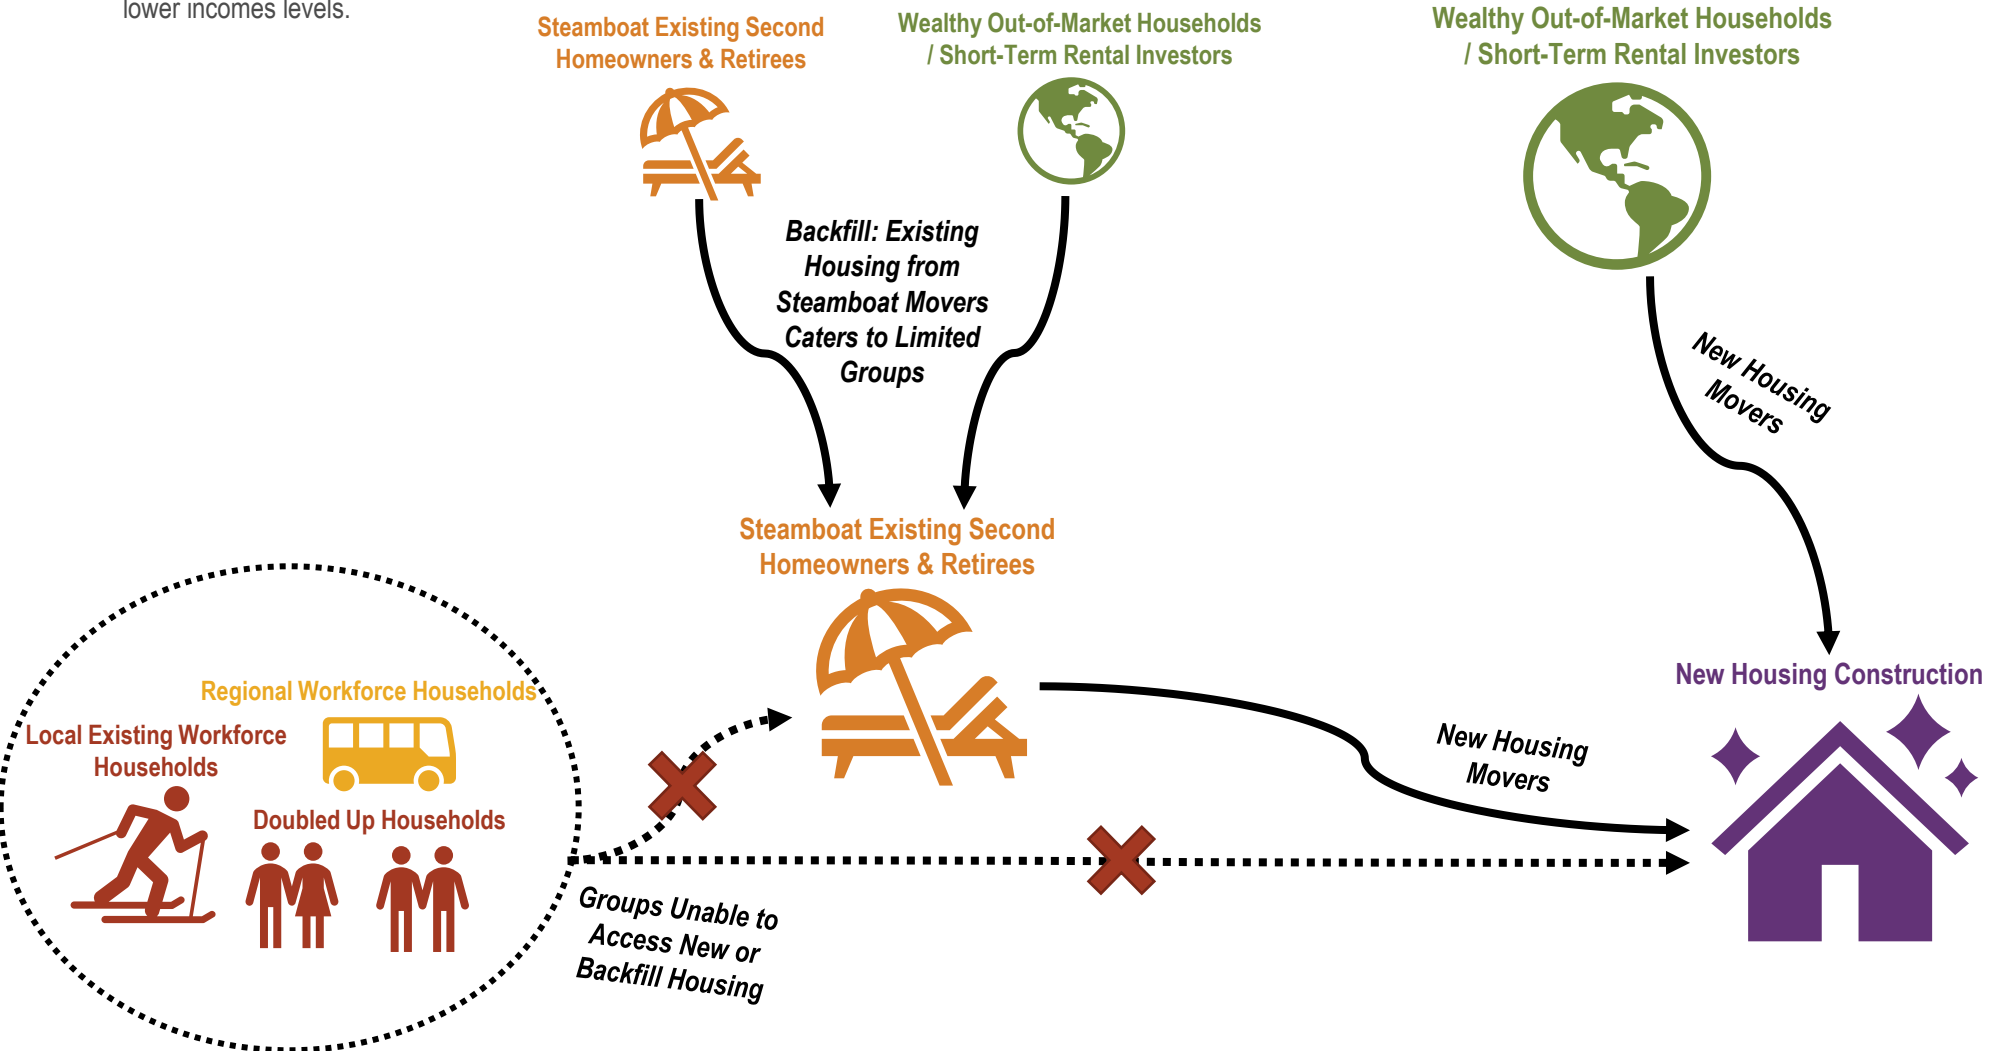 lower incomes levels.
Steamboat Existing Second
Homeowners & Retirees
Wealthy Out-of-Market Households
/ Short-Term Rental Investors
Wealthy Out-of-Market Households
/ Short-Term Rental Investors
Backfill: Existing
Housing from
Steamboat Movers
Caters to Limited
Groups
New Housing
Movers
Steamboat Existing Second
Homeowners & Retirees
New Housing Construction
Regional Workforce Households
Local Existing Workforce
Households
Doubled Up Households
New Housing
Movers
Groups Unable to
Access New or
Backfill Housing